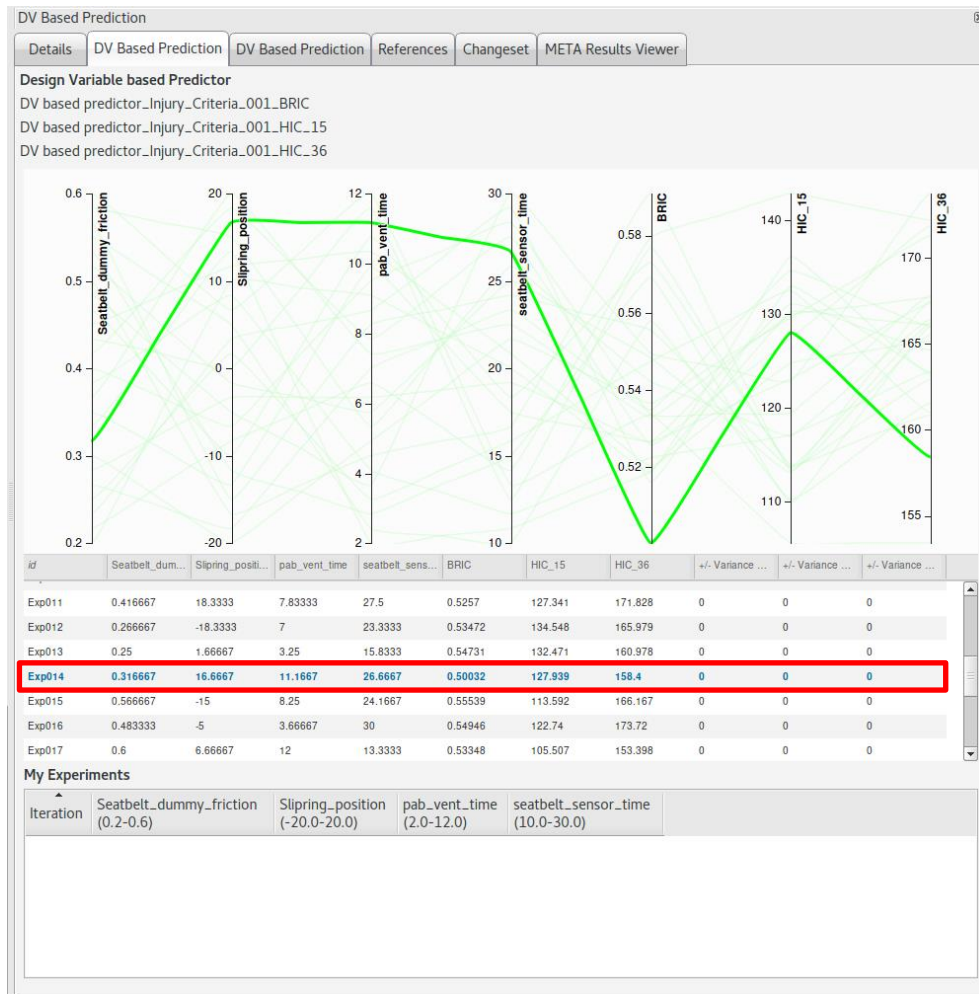 DV Based Prediction
Details DV Based Prediction DV Based Prediction References Changeset META Results Viewer
Design Variable based Predictor
DV based predictor_Injury_Criteria_001_BRIC
DV based predictor_Injury_Criteria_001_HIC_15
DV based predictor_Injury_Criteria_001_HIC_36
Seatbelt_dummy_friction
0.6
0.5
0.4
0.3
0.2
Slipring_position
20
10
0
-10
-20
pab_vent_time
12
10
8
6
4
2
seatbelt_sensor_time
30
25
20
15
10
BRIC
0.58
0.56
0.54
0.52
HIC_15
140
130
120
110
HIC_36
170
165
160
155
id Seatbelt_dum... Slipring_positi... pab_vent_time seatbelt_sens... BRIC HIC_15 HIC_36 +/- Variance ... +/- Variance ... +/- Variance ...
Exp011 0.416667 18.3333 7.83333 27.5 0.5257 127.341 171.828 0 0 0
Exp012 0.266667 -18.3333 7 23.3333 0.53472 134.548 165.979 0 0 0
Exp013 0.25 1.66667 3.25 15.8333 0.54731 132.471 160.978 0 0 0
Exp014 0.316667 16.6667 11.1667 26.6667 0.50032 127.939 158.4 0 0 0
Exp015 0.566667 -15 8.25 24.1667 0.55539 113.592 166.167 0 0 0
Exp016 0.483333 -5 3.66667 30 0.54946 122.74 173.72 0 0 0
Exp017 0.6 6.66667 12 13.3333 0.53348 105.507 153.398 0 0 0
My Experiments
Iteration Seatbelt_dummy_friction Slipring_position pab_vent_time seatbelt_sensor_time
(0.2-0.6) (-20.0-20.0) (2.0-12.0) (10.0-30.0)